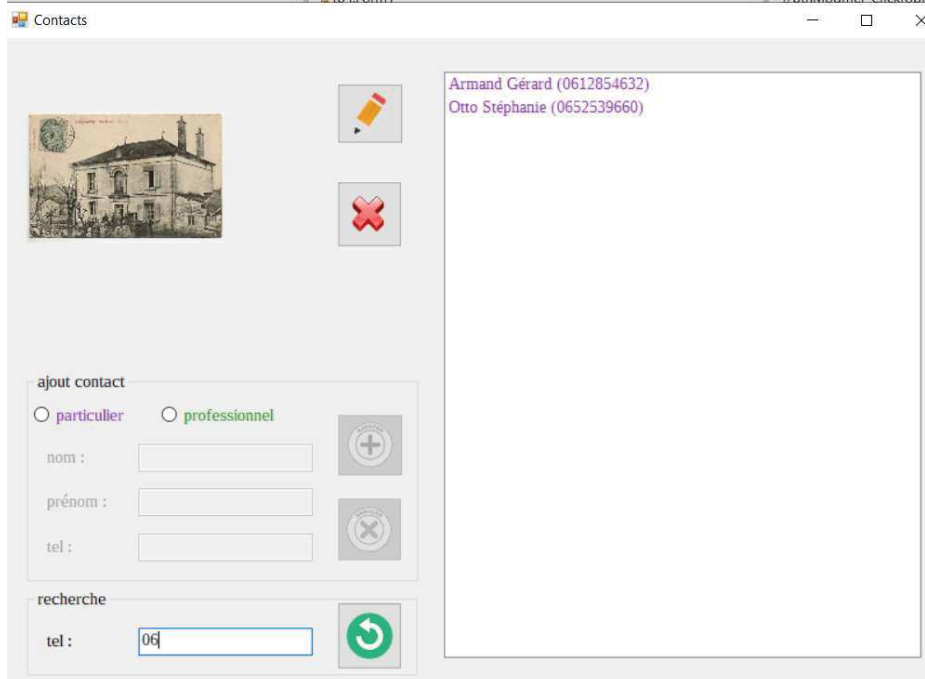 Contacts
Armand Gérard (0612854632)
Otto Stéphanie (0652539660)
ajout contact
particulier
professionnel
nom :
prénom :
tel :
recherche
tel :
06